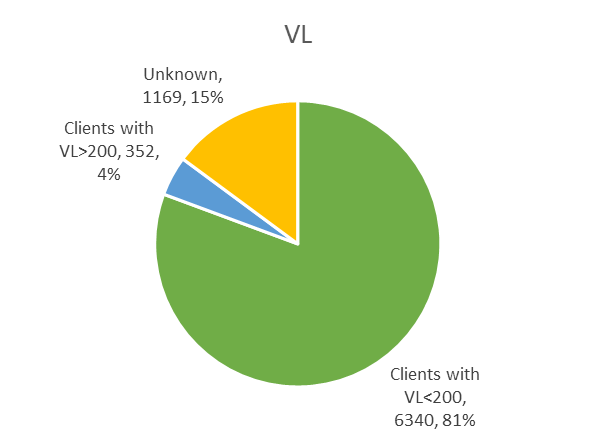 VL
Unknown,
1169, 15%
Clients with
VL>200, 352,
4%
Clients with
VL<200,
6340, 81%